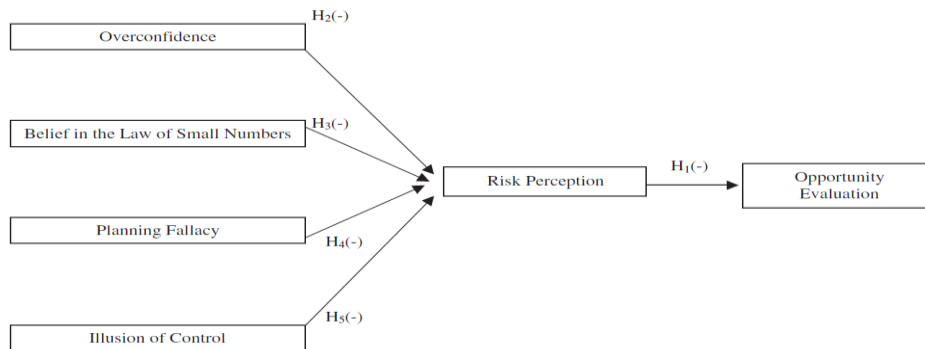 H₂(-)
Overconfidence
Belief in the Law of Small Numbers
H₃(-)
Risk Perception
H₁(-)
Opportunity
Evaluation
Planning Fallacy
H₄(-)
H₅(-)
Illusion of Control